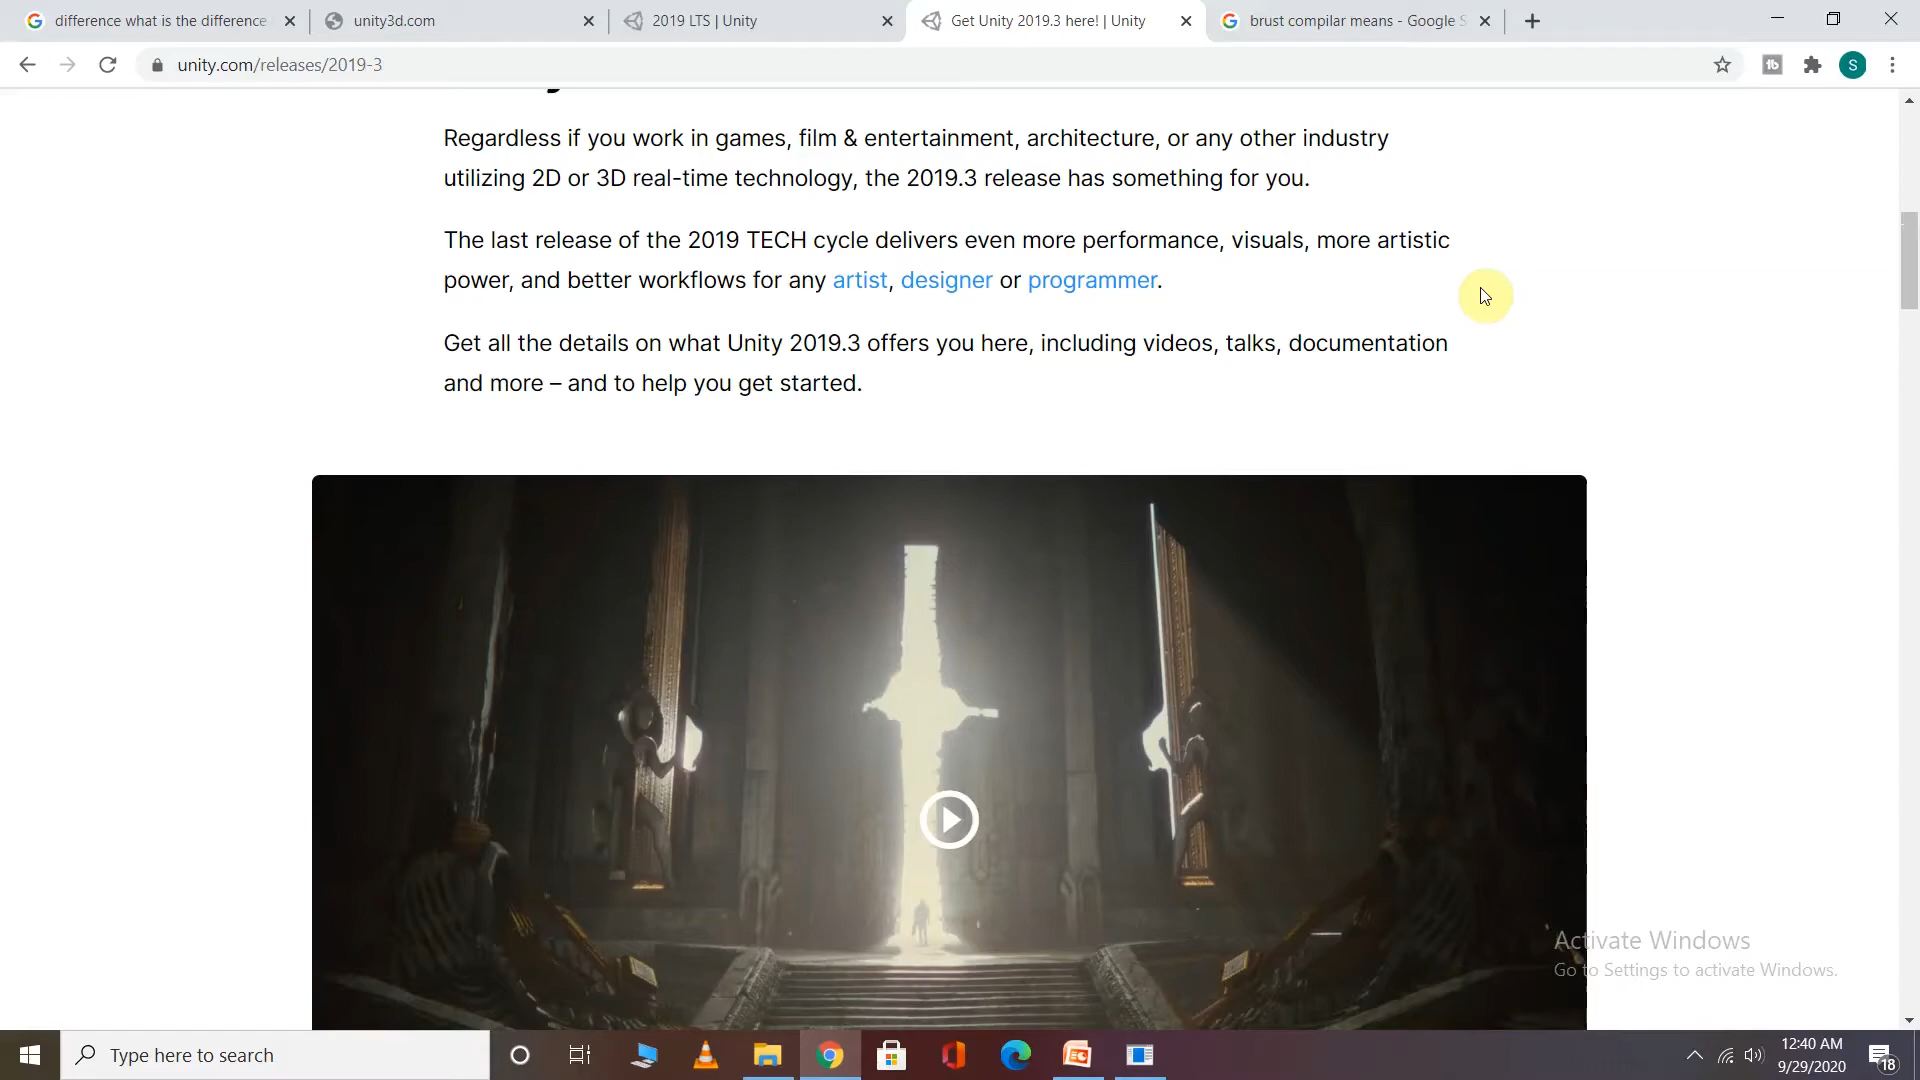 difference what is the difference
unity3d.com
2019 LTS | Unity
Get Unity 2019.3 here! | Unity
brust compilar means - Google S
unity.com/releases/2019-3
S
Regardless if you work in games, film & entertainment, architecture, or any other industry
utilizing 2D or 3D real-time technology, the 2019.3 release has something for you.
The last release of the 2019 TECH cycle delivers even more performance, visuals, more artistic
power, and better workflows for any artist, designer or programmer.
Get all the details on what Unity 2019.3 offers you here, including videos, talks, documentation
and more – and to help you get started.
Activate Windows
Go to Settings to activate Windows.
Type here to search
12:40 AM
9/29/2020
18